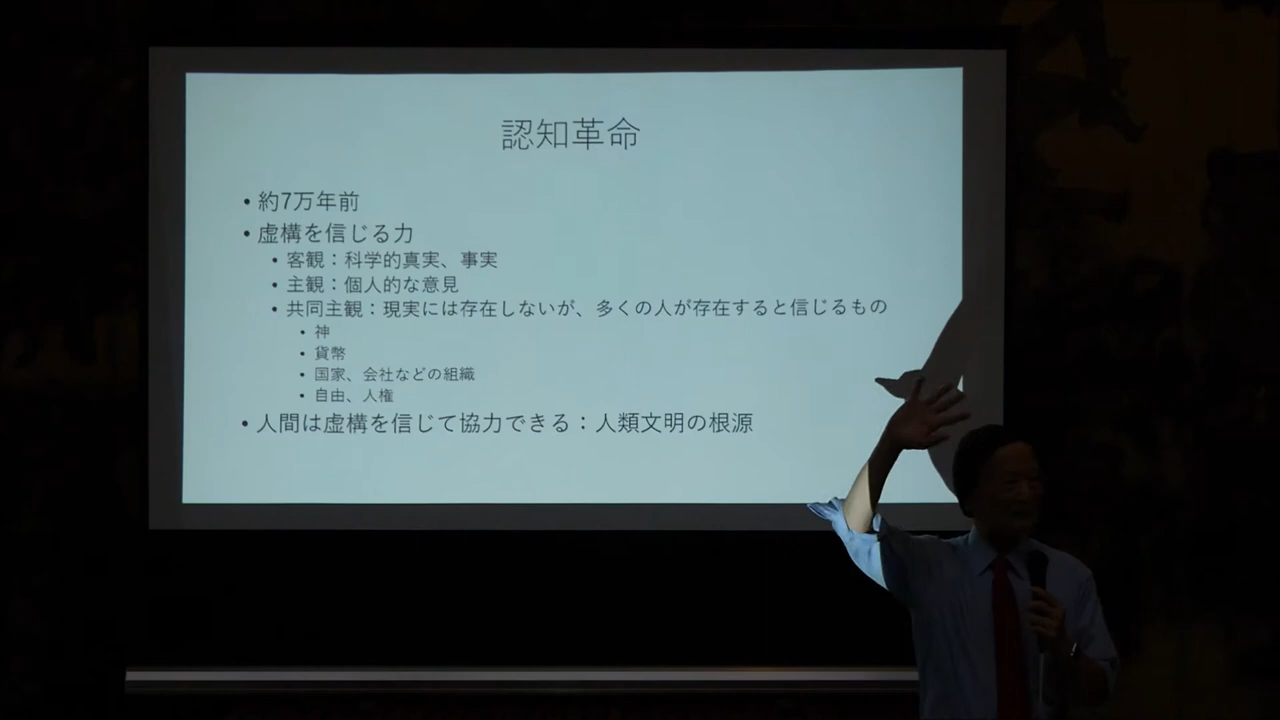 認知革命
• 約7万年前
• 虚構を信じる力
• 客観：科学的真実、事実
• 主観：個人的な意見
• 共同主観：現実には存在しないが、多くの人が存在すると信じるもの
• 神
• 貨幣
• 国家、会社などの組織
• 自由、人権
• 人間は虚構を信じて協力できる：人類文明の根源